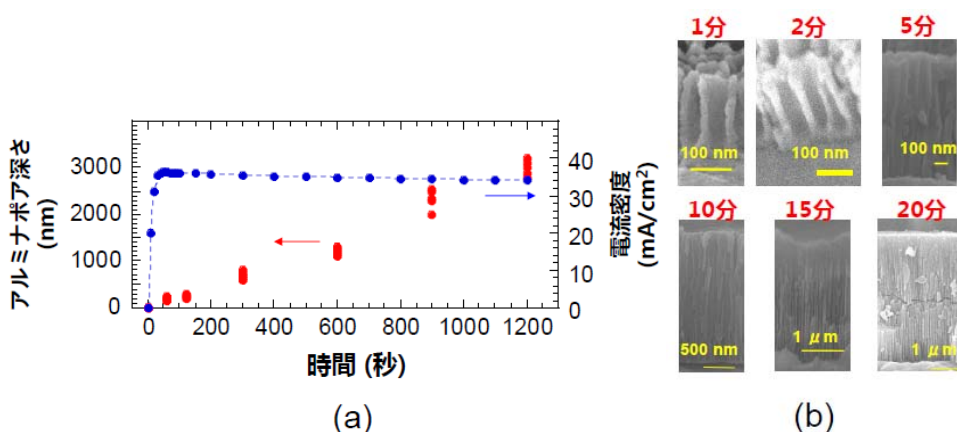 アルミナポア深さ
(nm)
3000
2000
1000
0
40
30
20
10
0
電流密度
(mA/cm2)
0 200 400 600 800 1000 1200
時間 (秒)
(a)
1分 2分 5分
100 nm 100 nm 100 nm
10分 15分 20分
500 nm 1 μm 1 μm
(b)